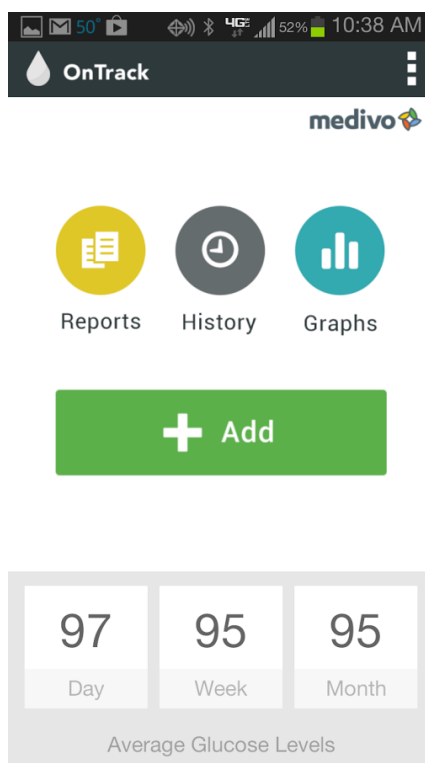 50° 4G 52% 10:38 AM
OnTrack
medivo
Reports History Graphs
Add
97 95 95
Day Week Month
Average Glucose Levels